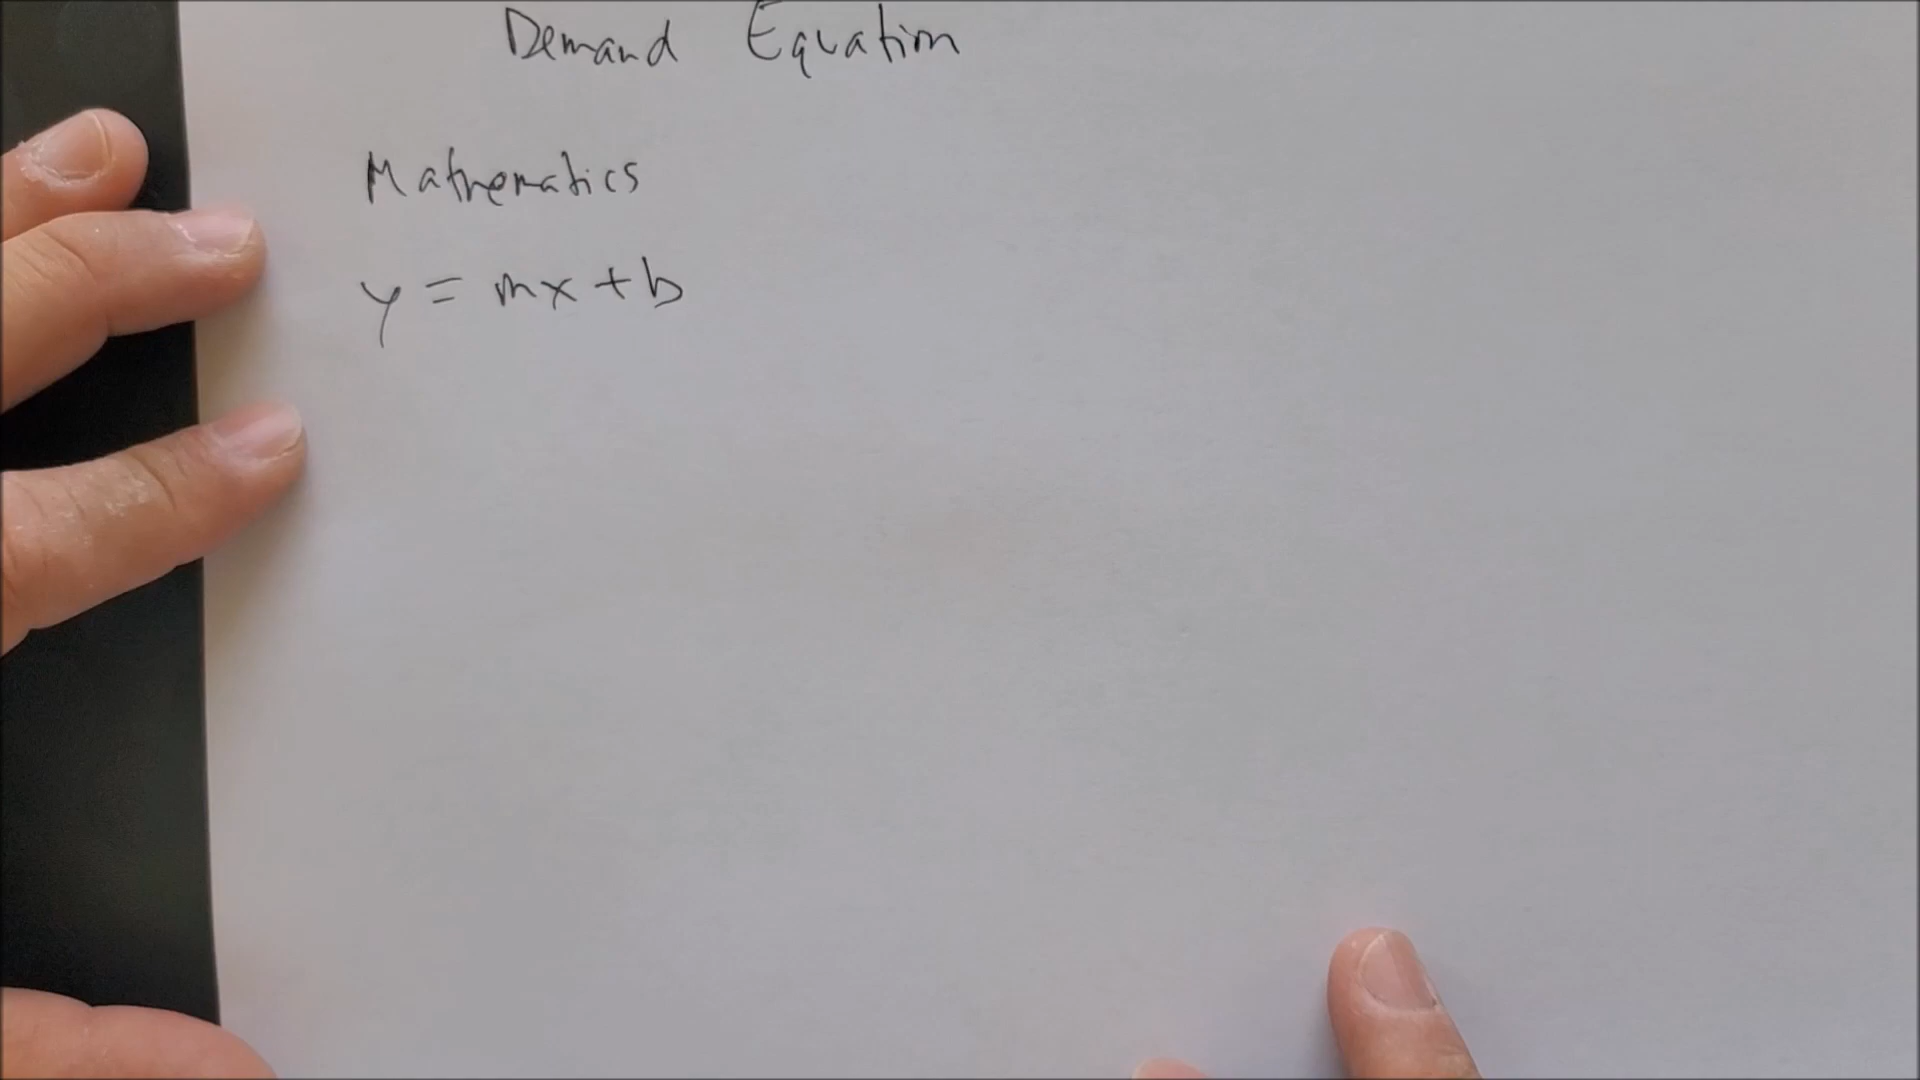 Demand Equation
Mathematics
y = mx + b